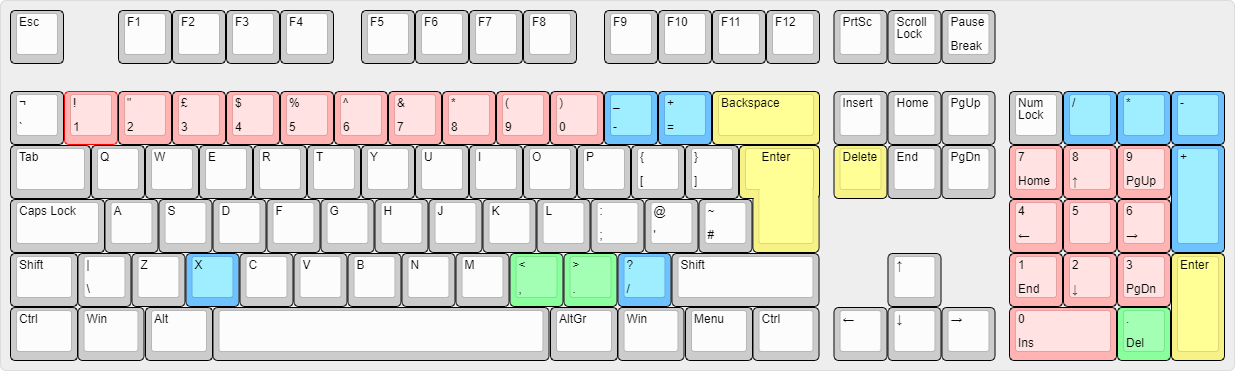 Esc F1 F2 F3 F4 F5 F6 F7 F8 F9 F10 F11 F12 PrtSc Scroll Pause
Lock Break
¬ ! " £ $ % ^ & * ( ) _ + Backspace Insert Home PgUp Num / * -
` 1 2 3 4 5 6 7 8 9 0 - = Lock
Tab Q W E R T Y U I O P { } Enter Delete End PgDn 7 8 9 +
[ ] Home ↑ PgUp
Caps Lock A S D F G H J K L : @ ~ 4 5 6
; ' # ← →
Shift | Z X C V B N M < > ? Shift ↑ 1 2 3 Enter
\ , . / End ↓ PgDn
Ctrl Win Alt AltGr Win Menu Ctrl ← ↓ → 0 .
Ins Del